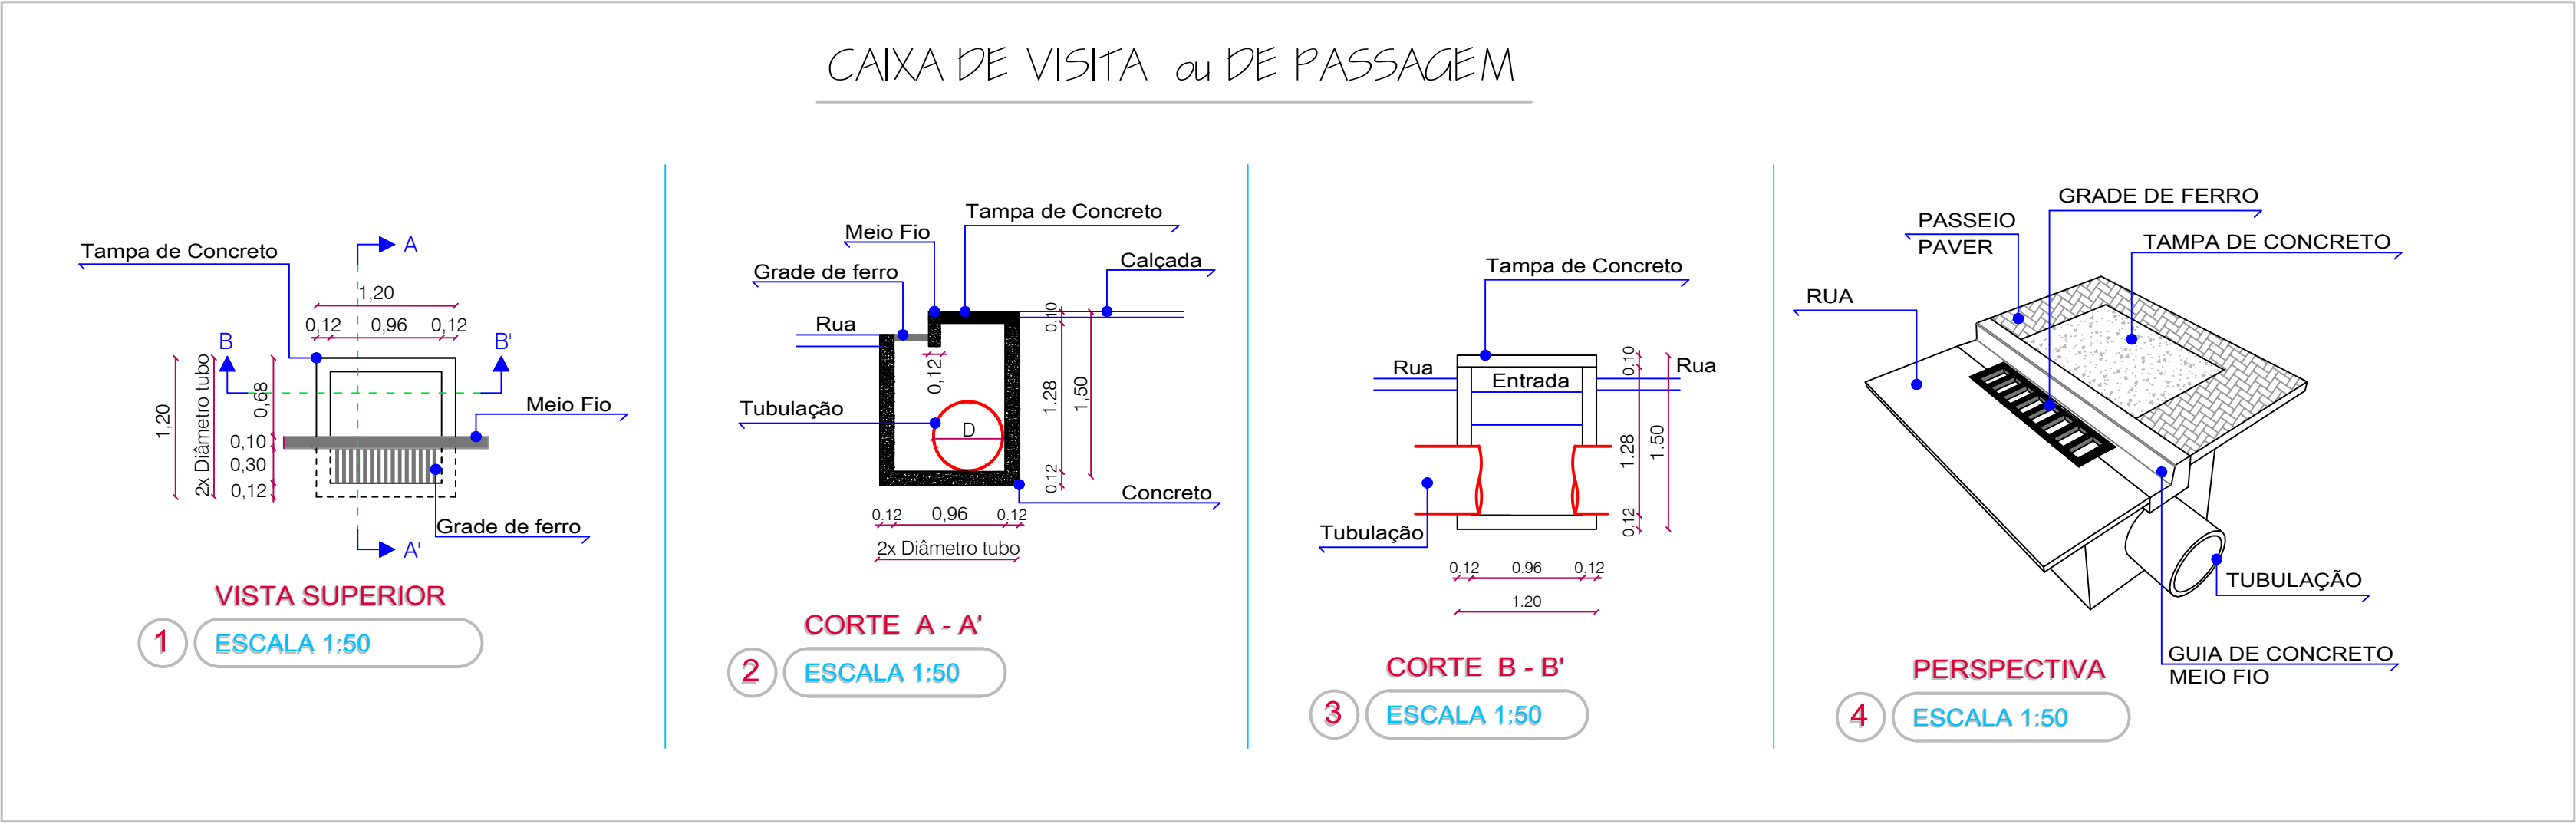 CAIXA DE VISITA ou DE PASSAGEM
Tampa de Concreto
A
1,20
0,12 0,96 0,12
B
B'
1,20
2x Diâmetro tubo
0,68
0,10
0,30
0,12
Meio Fio
Grade de ferro
A'
VISTA SUPERIOR
1
ESCALA 1:50
Tampa de Concreto
Meio Fio
Calçada
Grade de ferro
Rua
0.10
0,12
1.28
1,50
Tubulação
D
0.12
Concreto
0.12 0,96 0.12
2x Diâmetro tubo
CORTE A - A'
2
ESCALA 1:50
Tampa de Concreto
Rua
Entrada
0.10
Rua
1.28
1.50
0.12
Tubulação
0.12 0.96 0.12
1.20
CORTE B - B'
3
ESCALA 1:50
GRADE DE FERRO
PASSEIO
PAVER
TAMPA DE CONCRETO
RUA
TUBULAÇÃO
GUIA DE CONCRETO
MEIO FIO
PERSPECTIVA
4
ESCALA 1:50